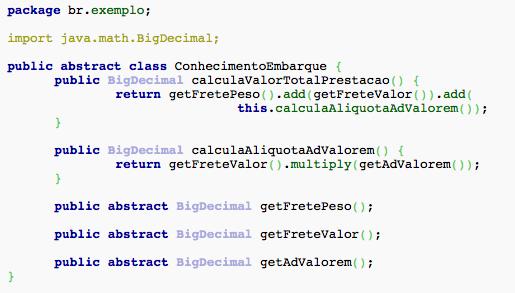 package br.exemplo;
import java.math.BigDecimal;
public abstract class ConhecimentoEmbarque {
public BigDecimal calculaValorTotalPrestacao() {
return getFretePeso().add(getFreteValor()).add(
this.calculaAliquotaAdValorem());
}
public BigDecimal calculaAliquotaAdValorem() {
return getFreteValor().multiply(getAdValorem());
}
public abstract BigDecimal getFretePeso();
public abstract BigDecimal getFreteValor();
public abstract BigDecimal getAdValorem();
}